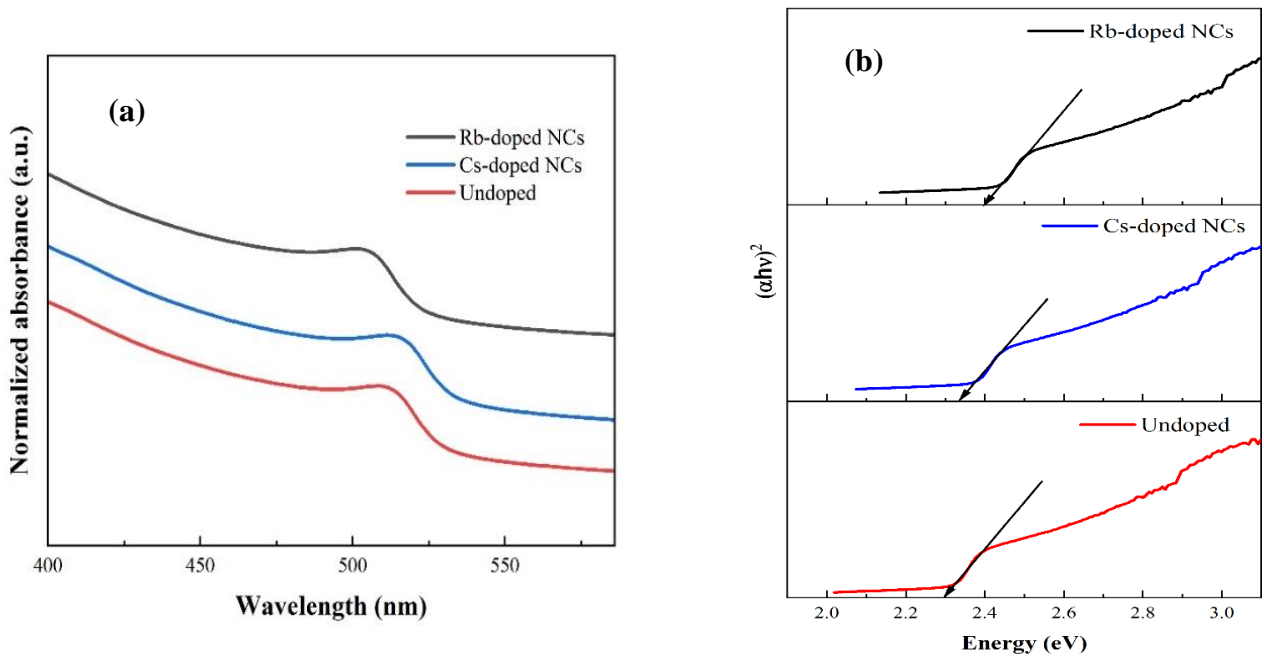 (a)
Normalized absorbance (a.u.)
Rb-doped NCs
Cs-doped NCs
Undoped
400
450
500
550
Wavelength (nm)
(b)
Rb-doped NCs
Cs-doped NCs
Undoped
(αhν)²
2.0
2.2
2.4
2.6
2.8
3.0
Energy (eV)